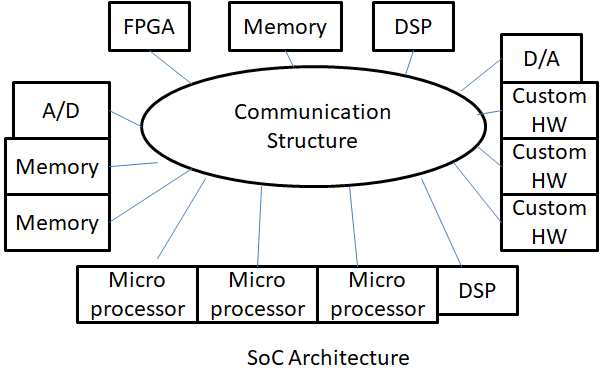 FPGA
Memory
DSP
D/A
A/D
Communication
Structure
Custom
HW
Memory
Custom
HW
Memory
Custom
HW
Micro
processor
Micro
processor
Micro
processor
DSP
SoC Architecture